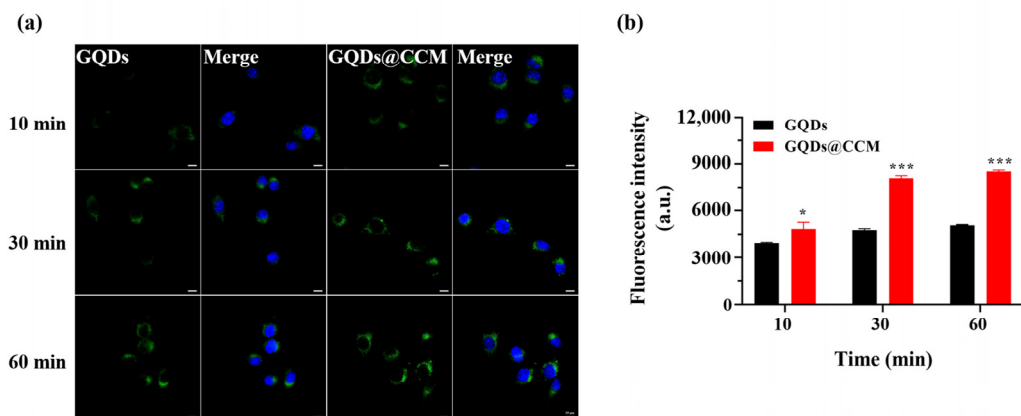 (a)
(b)
GQDs Merge GQDs@CCM Merge
10 min
30 min
60 min
12,000
9000
6000
3000
0
Fluorescence intensity
(a.u.)
GQDs
GQDs@CCM
*
***
***
10 30 60
Time (min)